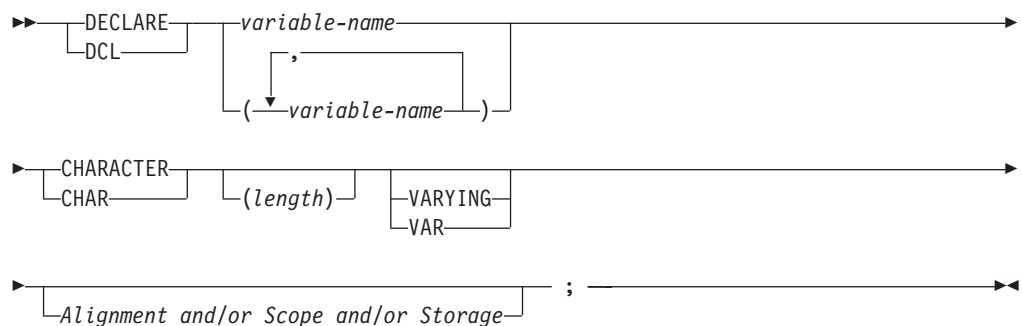 DECLARE variable-name
DCL ,
( variable-name )
CHARACTER
CHAR (length) VARYING
VAR
;
Alignment and/or Scope and/or Storage